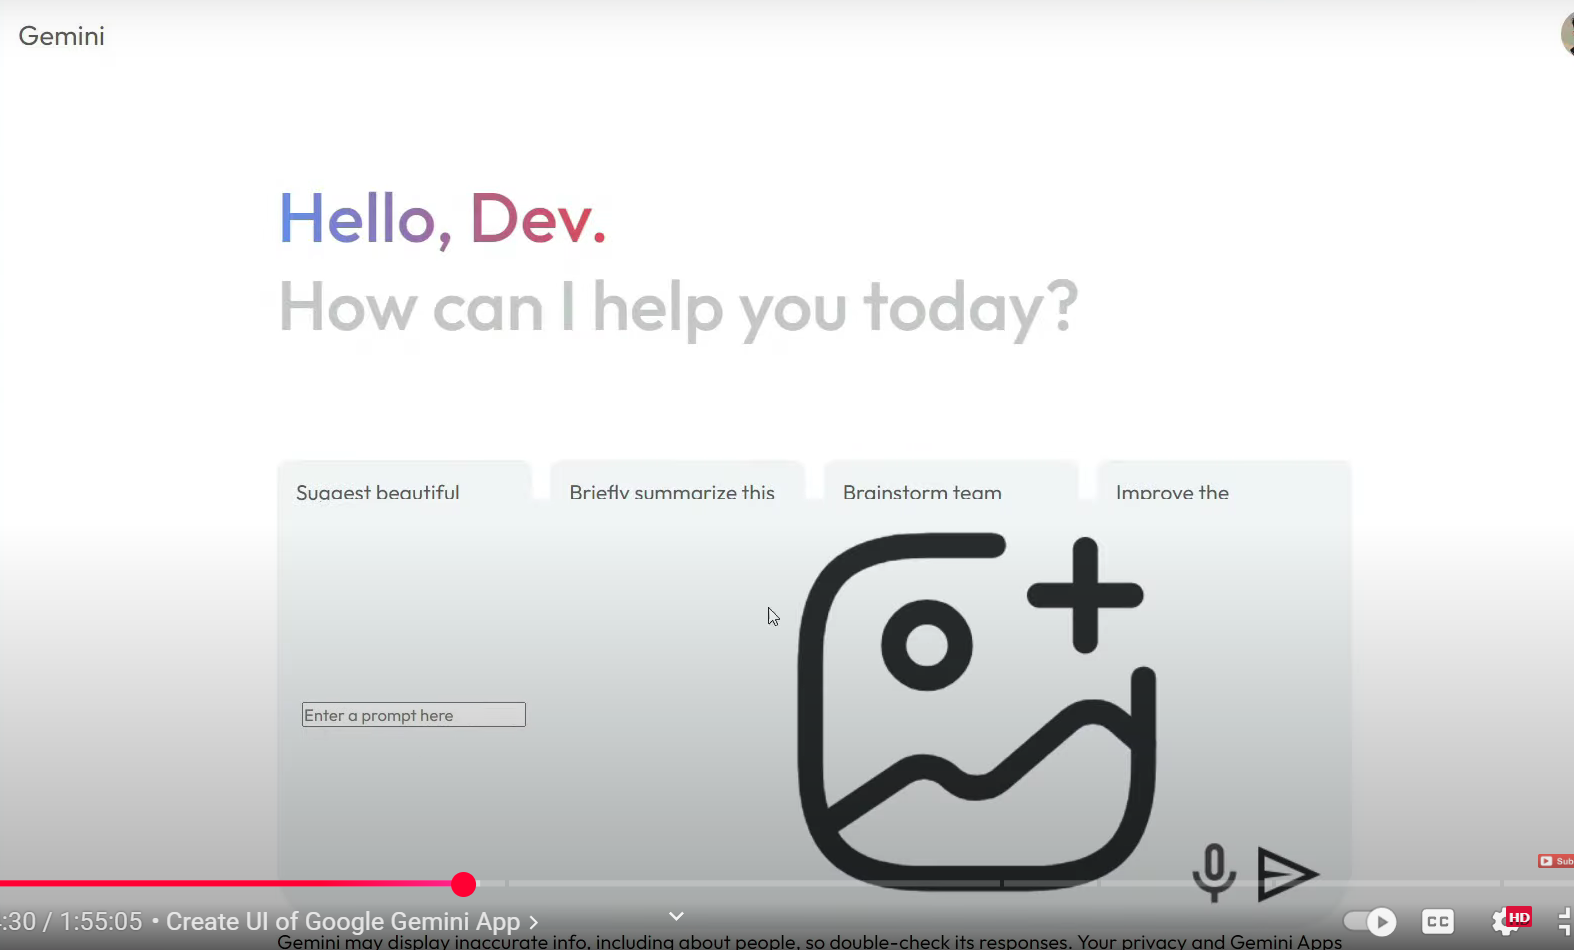 Gemini
Hello, Dev.
How can I help you today?
Suggest beautiful
Briefly summarize this
Brainstorm team
Improve the
Enter a prompt here
Sub
:30 / 1:55:05 • Create UI of Google Gemini App
CC
HD
Gemini may display inaccurate info, including about people, so double-check its responses. Your privacy and Gemini Apps